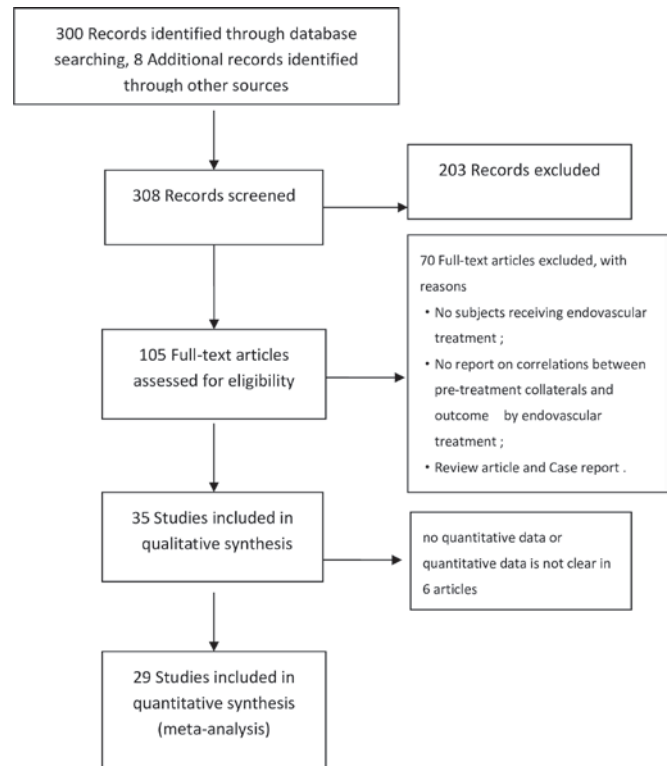 300 Records identified through database
searching, 8 Additional records identified
through other sources
308 Records screened
203 Records excluded
70 Full-text articles excluded, with
reasons
• No subjects receiving endovascular
treatment ;
• No report on correlations between
pre-treatment collaterals and
outcome by endovascular
treatment ;
• Review article and Case report .
105 Full-text articles
assessed for eligibility
35 Studies included in
qualitative synthesis
no quantitative data or
quantitative data is not clear in
6 articles
29 Studies included in
quantitative synthesis
(meta-analysis)